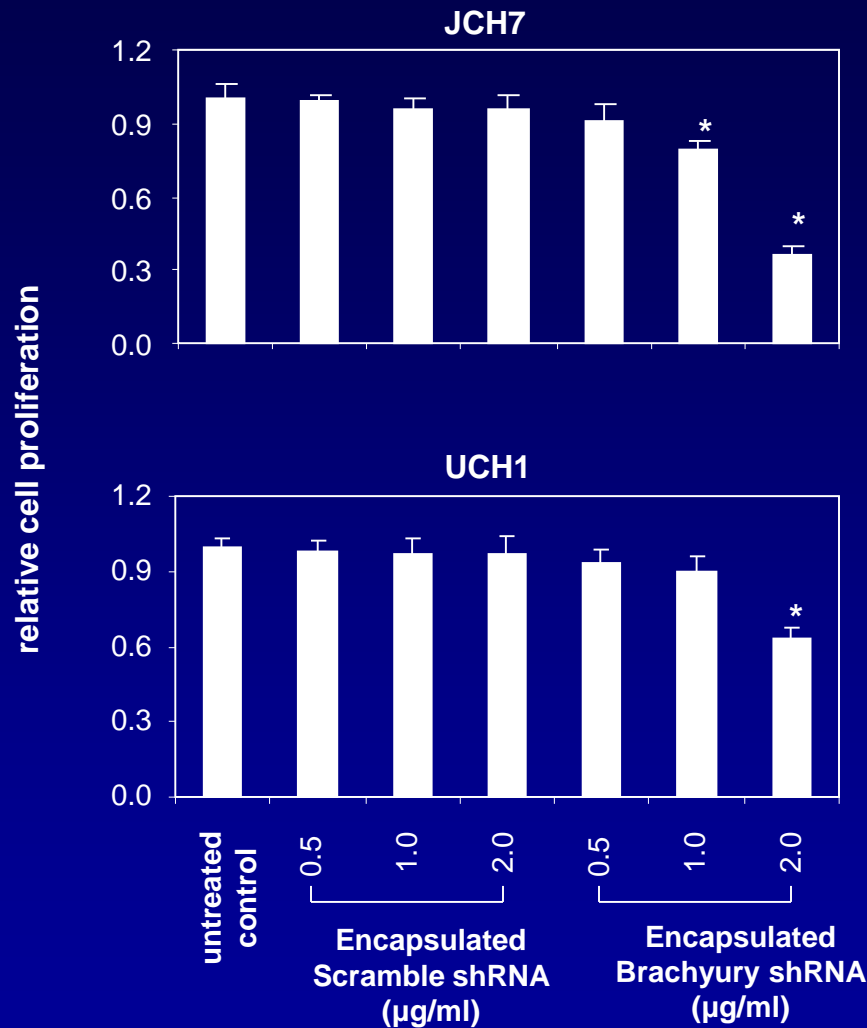 JCH7
1.2
0.9
0.6
0.3
0.0
*
*
relative cell proliferation
UCH1
1.2
0.9
0.6
0.3
0.0
*
untreated
control
0.5
1.0
2.0
0.5
1.0
2.0
Encapsulated
Scramble shRNA
(µg/ml)
Encapsulated
Brachyury shRNA
(µg/ml)